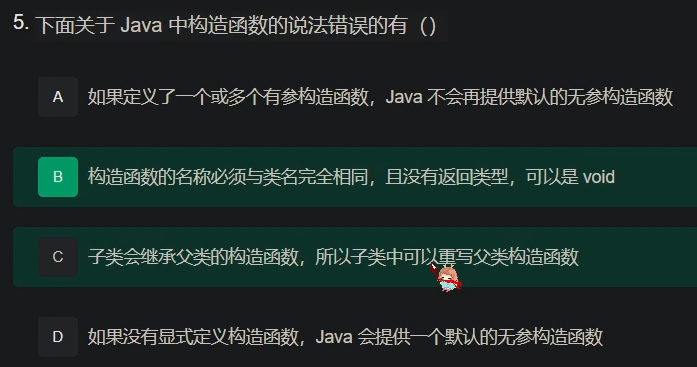 5. 下面关于 Java 中构造函数的说法错误的有（）
A 如果定义了一个或多个有参构造函数，Java 不会再提供默认的无参构造函数
B 构造函数的名称必须与类名完全相同，且没有返回类型，可以是 void
C 子类会继承父类的构造函数，所以子类中可以重写父类构造函数
D 如果没有显式定义构造函数，Java 会提供一个默认的无参构造函数